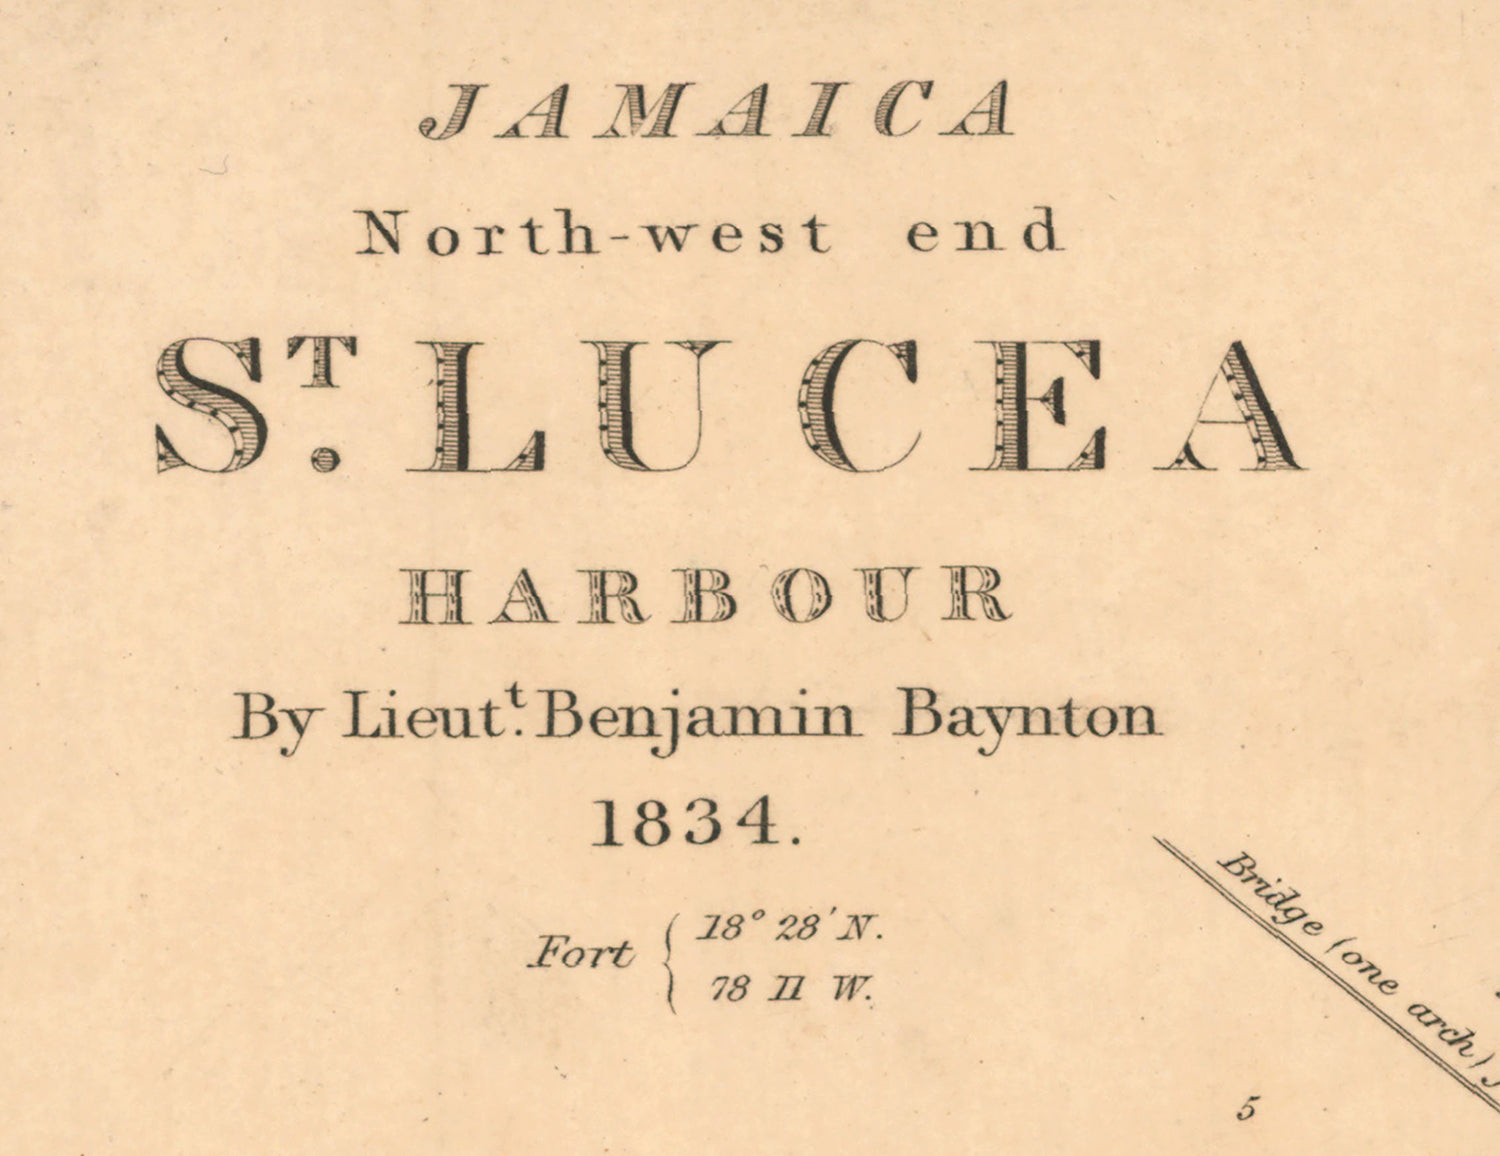 JAMAICA
North-west end
ST. LUCEA
HARBOUR
By Lieutt. Benjamin Baynton
1834.
Fort { 18° 28' N.
78 11 W.
Bridge (one arch)
5